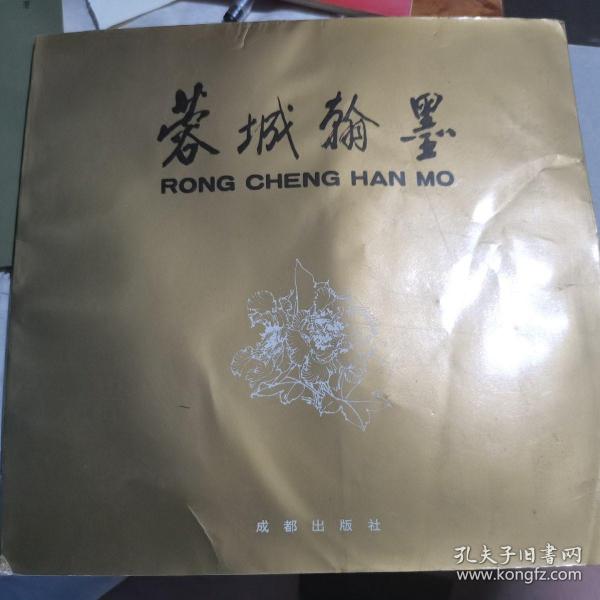 蓉城翰墨
RONG CHENG HAN MO
成都出版社
孔夫子旧书网
www.kongfz.com